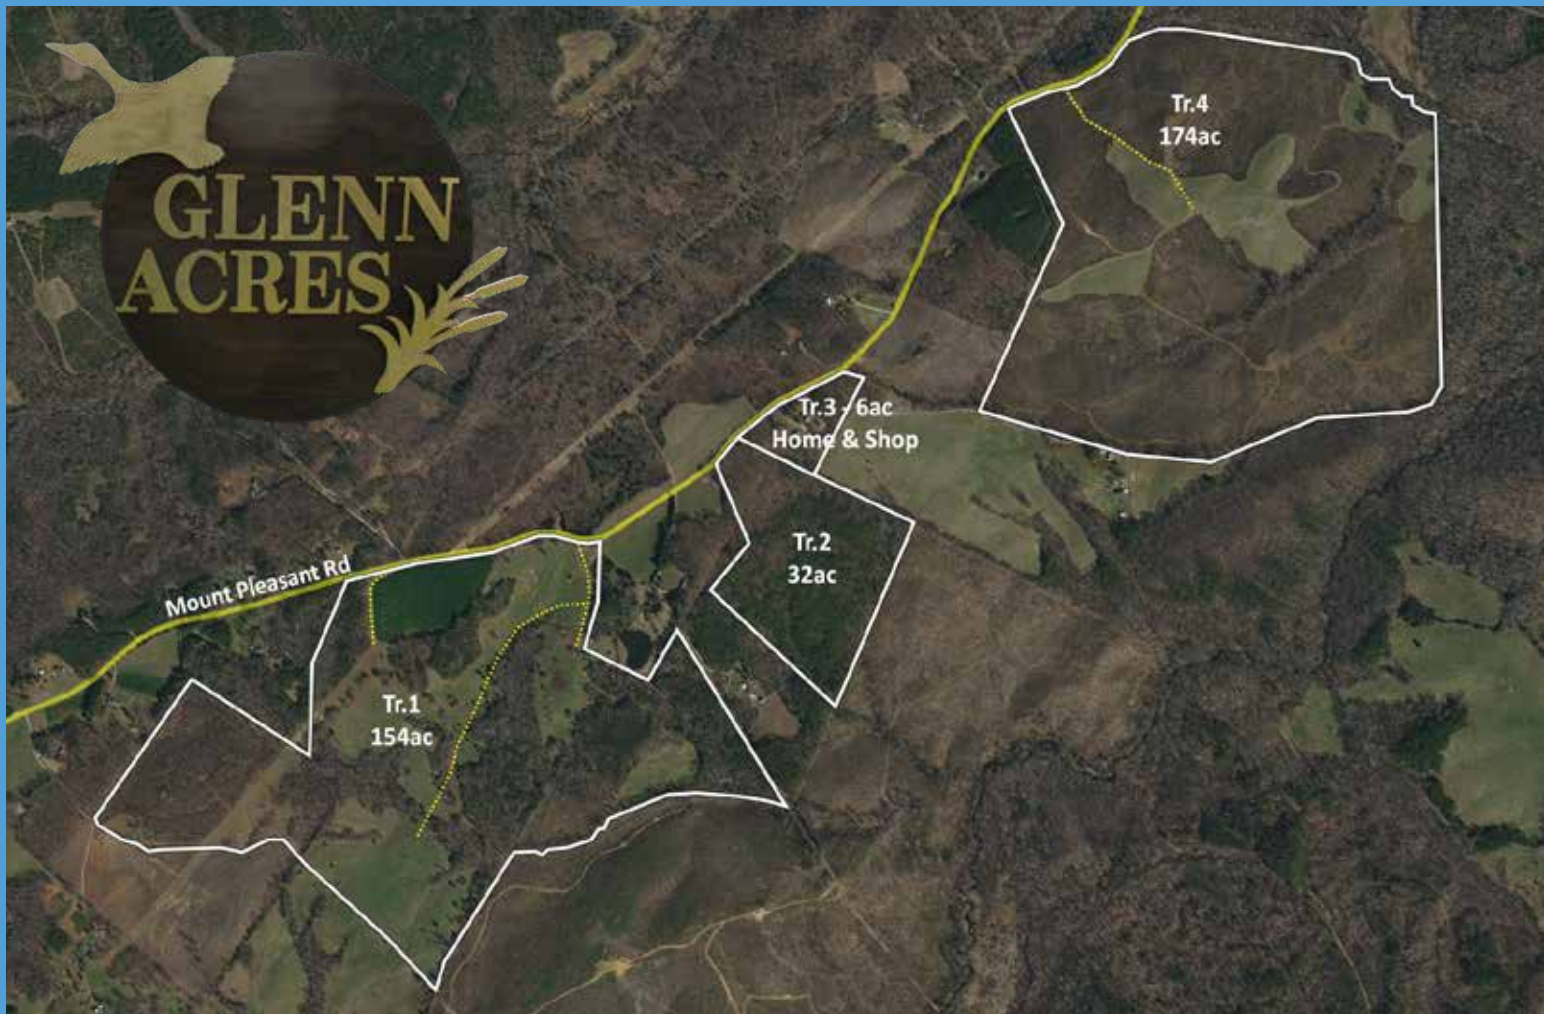 GLENN
ACRES
Tr.4
174ac
Tr.3 - 6ac
Home & Shop
Tr.2
32ac
Mount Pleasant Rd
Tr.1
154ac